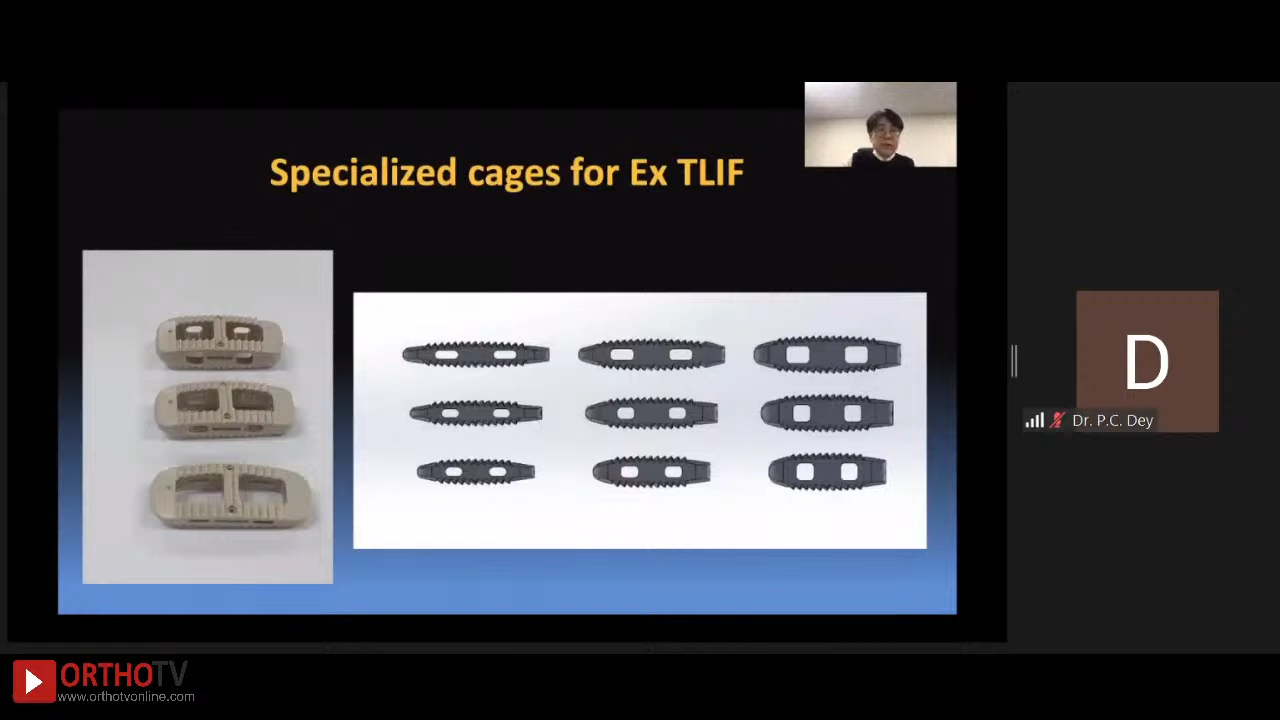 Specialized cages for Ex TLIF
D
Dr. P.C. Dey
ORTHOTV
www.orthotvonline.com